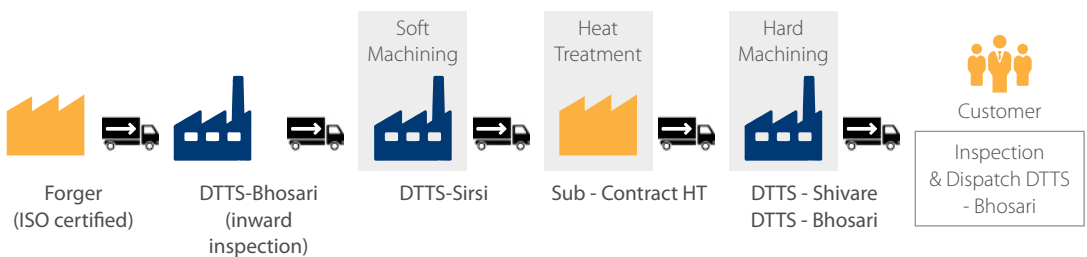 Soft
Machining
Heat
Treatment
Hard
Machining
Customer
Inspection
& Dispatch DTTS
- Bhosari
Forger
(ISO certified)
DTTS-Bhosari
(inward
inspection)
DTTS-Sirsi
Sub - Contract HT
DTTS - Shivare
DTTS - Bhosari